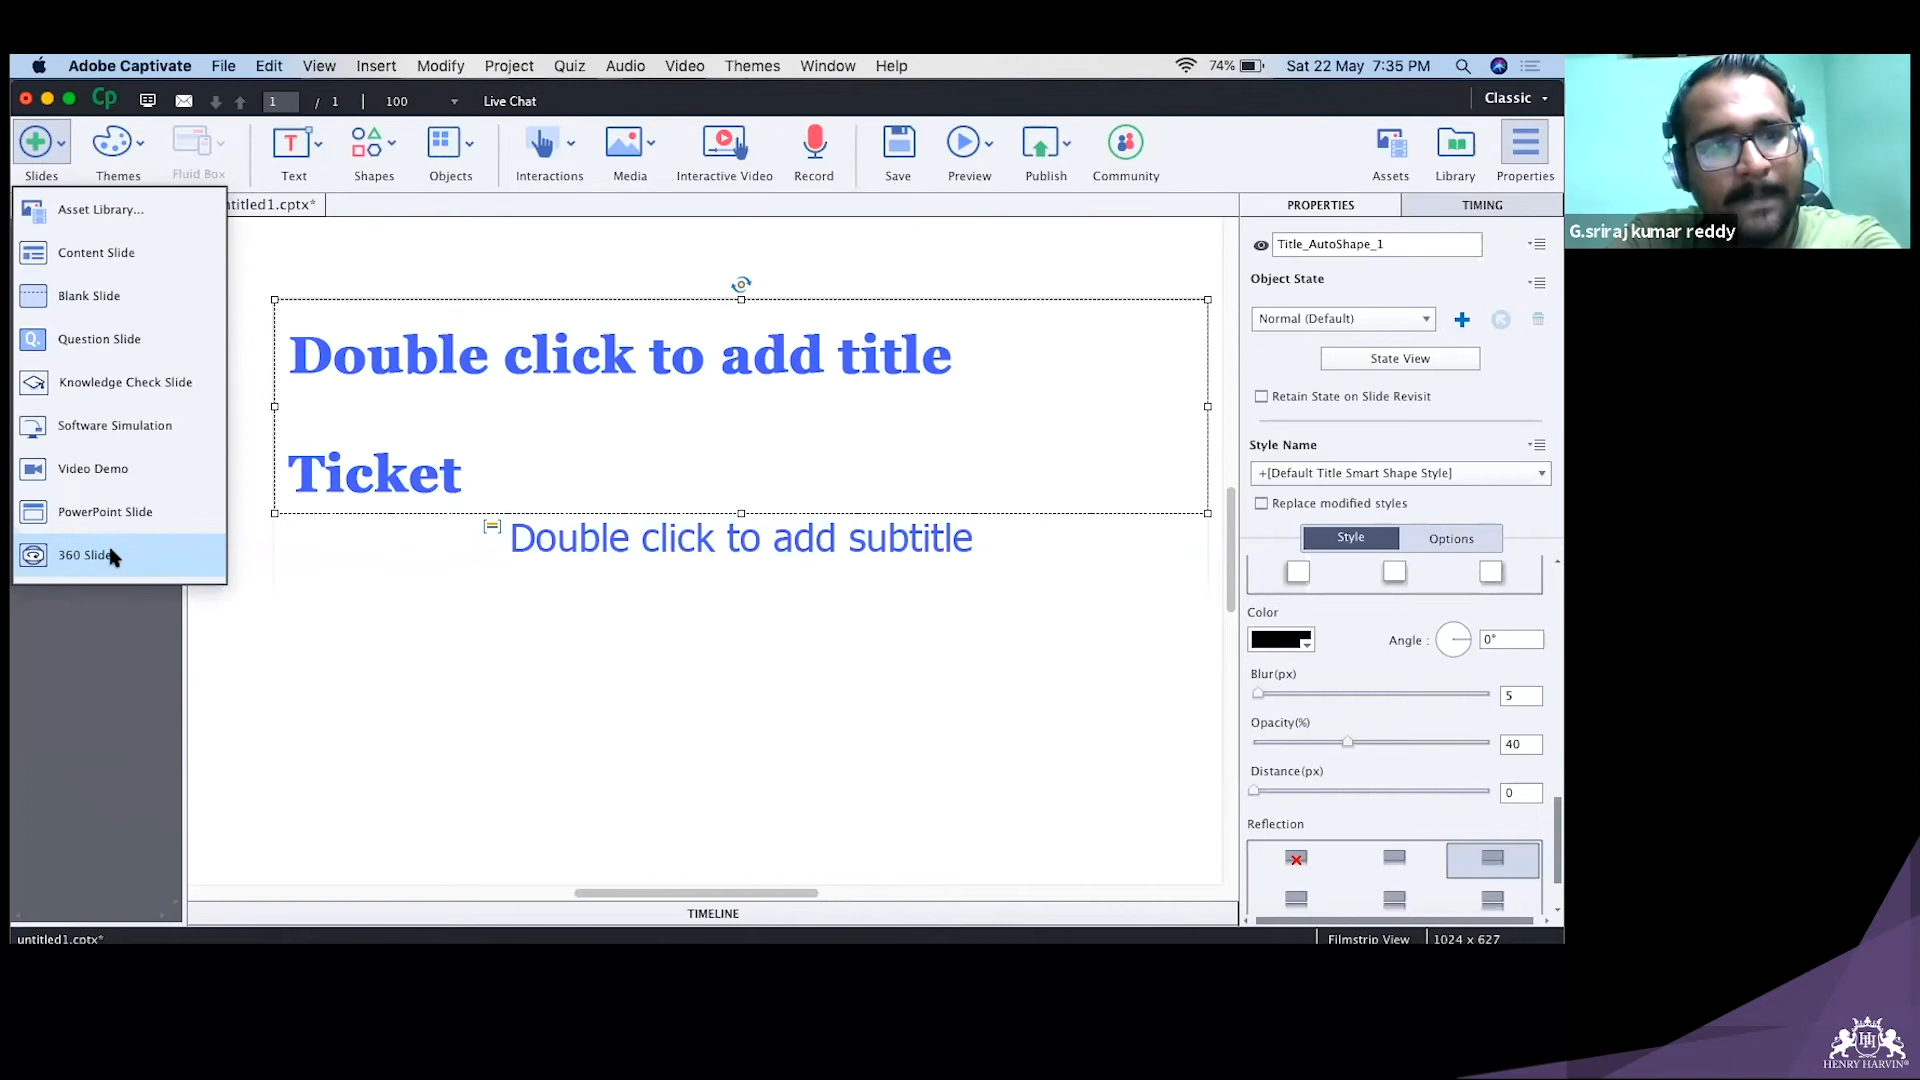 Adobe Captivate File Edit View Insert Modify Project Quiz Audio Video Themes Window Help 74% Sat 22 May 7:35 PM
Cp 1 / 1 100 Live Chat Classic
Slides Themes Fluid Box Text Shapes Objects Interactions Media Interactive Video Record Save Preview Publish Community Assets Library Properties
Asset Library...
Content Slide
Blank Slide
Question Slide
Knowledge Check Slide
Software Simulation
Video Demo
PowerPoint Slide
360 Slide
ntitled1.cptx*
Double click to add title
Ticket
Double click to add subtitle
TIMELINE
PROPERTIES TIMING
Title_AutoShape_1
Object State
Normal (Default)
State View
Retain State on Slide Revisit
Style Name
+[Default Title Smart Shape Style]
Replace modified styles
Style Options
Color
Angle : 0°
Blur(px)
5
Opacity(%)
40
Distance(px)
0
Reflection
untitled1.cptx* Filmstrip View 1024 x 627
G.sriraj kumar reddy
HENRY HARVIN®